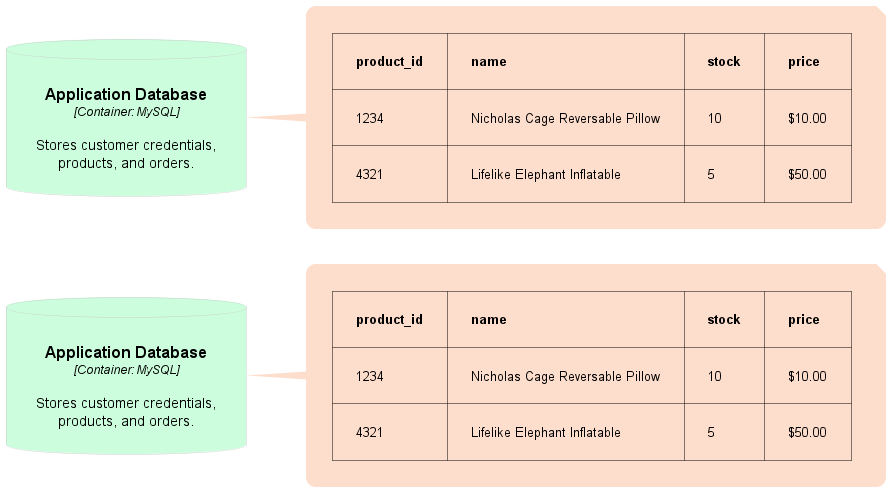 Application Database
[Container: MySQL]
Stores customer credentials,
products, and orders.
product_id name stock price
1234 Nicholas Cage Reversable Pillow 10 $10.00
4321 Lifelike Elephant Inflatable 5 $50.00
Application Database
[Container: MySQL]
Stores customer credentials,
products, and orders.
product_id name stock price
1234 Nicholas Cage Reversable Pillow 10 $10.00
4321 Lifelike Elephant Inflatable 5 $50.00